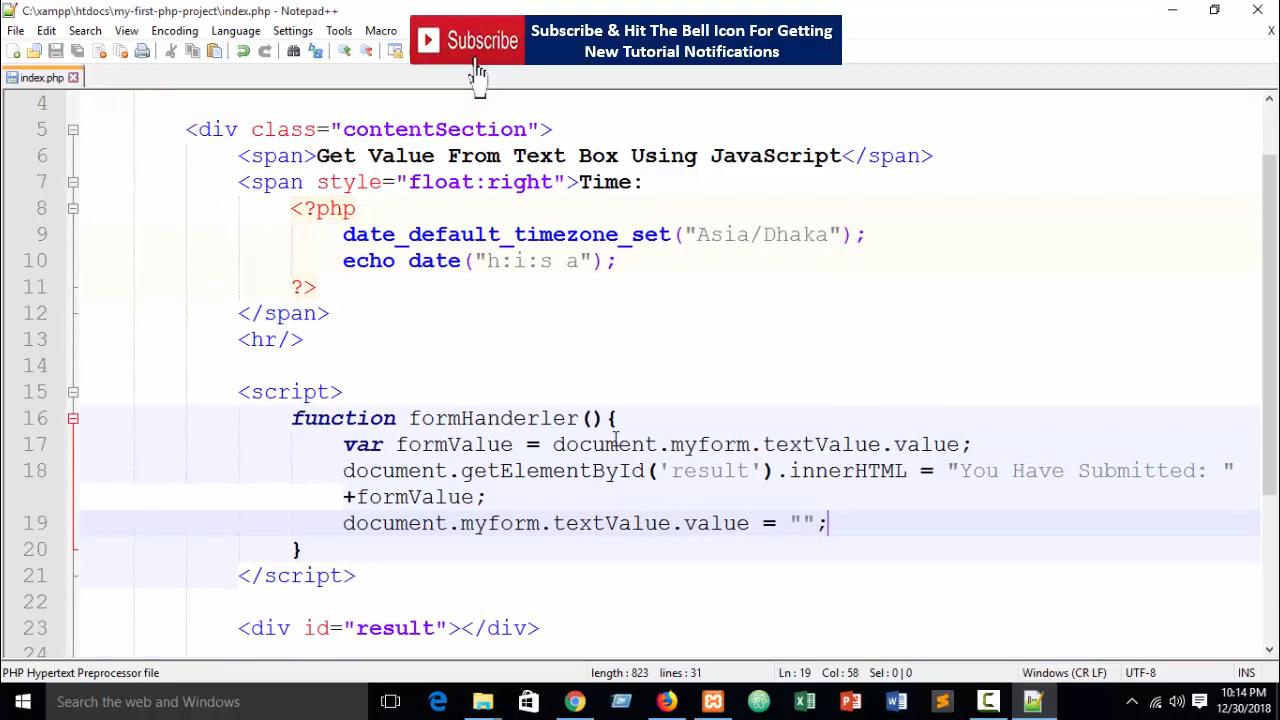 C:\xampp\htdocs\my-first-php-project\index.php - Notepad++
File Edit Search View Encoding Language Settings Tools Macro
X
Subscribe
Subscribe & Hit The Bell Icon For Getting
New Tutorial Notifications
index.php
4
5 <div class="contentSection">
6 <span>Get Value From Text Box Using JavaScript</span>
7 <span style="float:right">Time:
8 <?php
9 date_default_timezone_set("Asia/Dhaka");
10 echo date("h:i:s a");
11 ?>
12 </span>
13 <hr/>
14
15 <script>
16 function formHanderler(){
17 var formValue = document.myform.textValue.value;
18 document.getElementById('result').innerHTML = "You Have Submitted: "
+formValue;
19 document.myform.textValue.value = "";
20 }
21 </script>
22
23 <div id="result"></div>
24
PHP Hypertext Preprocessor file length : 823 lines : 31 Ln : 19 Col : 58 Sel : 0 | 0 Windows (CR LF) UTF-8 INS
Search the web and Windows
10:14 PM
12/30/2018